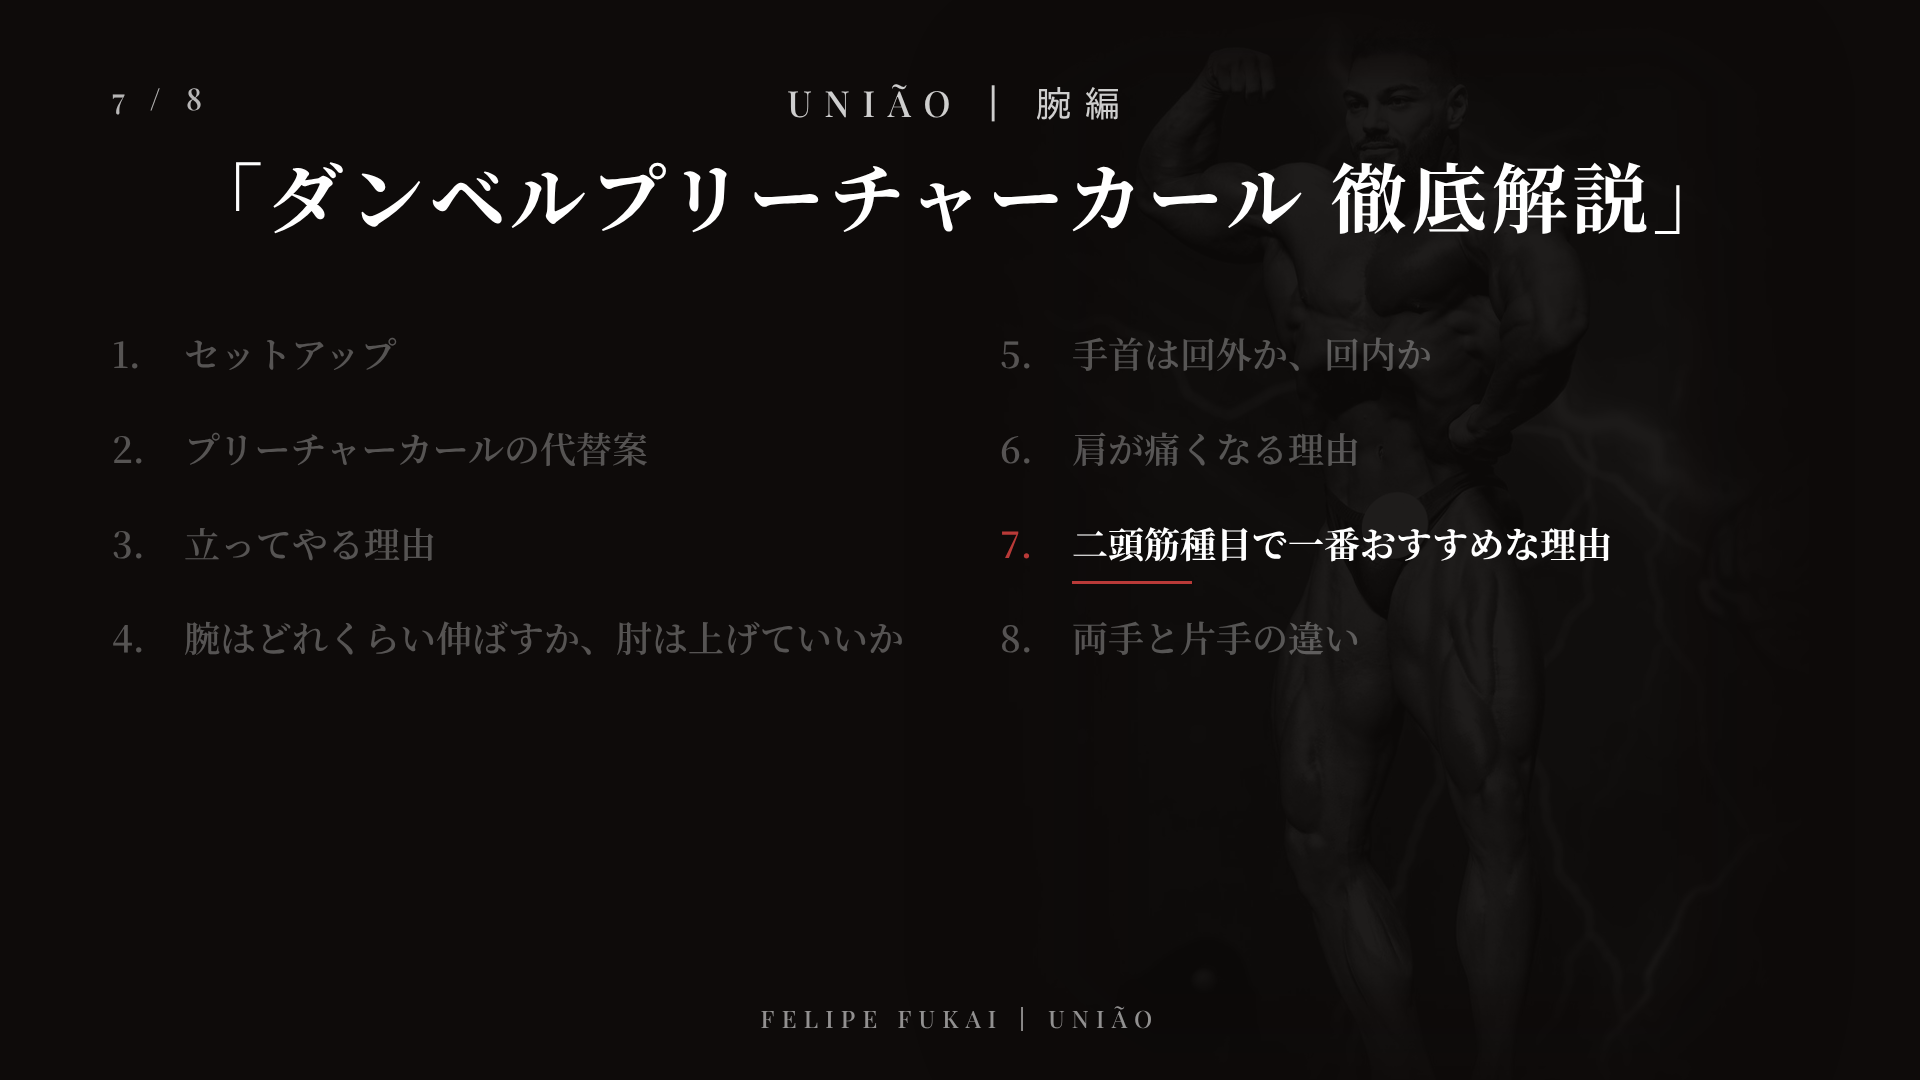 7 / 8
UNIÃO | 腕編
「ダンベルプリーチャーカール 徹底解説」
1. セットアップ
2. プリーチャーカールの代替案
3. 立ってやる理由
4. 腕はどれくらい伸ばすか、肘は上げていいか
5. 手首は回外か、回内か
6. 肩が痛くなる理由
7. 二頭筋種目で一番おすすめな理由
8. 両手と片手の違い
FELIPE FUKAI | UNIÃO